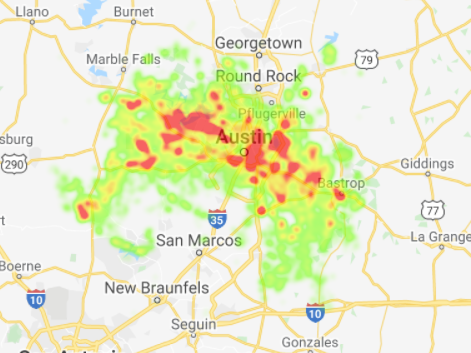 Llano
Burnet
Georgetown
79
Marble Falls
Round Rock
Pflugerville
Austin
sburg
290
Giddings
Bastrop
77
35
rt
San Marcos
La Grange
Boerne
10
New Braunfels
10
Seguin
Gonzales